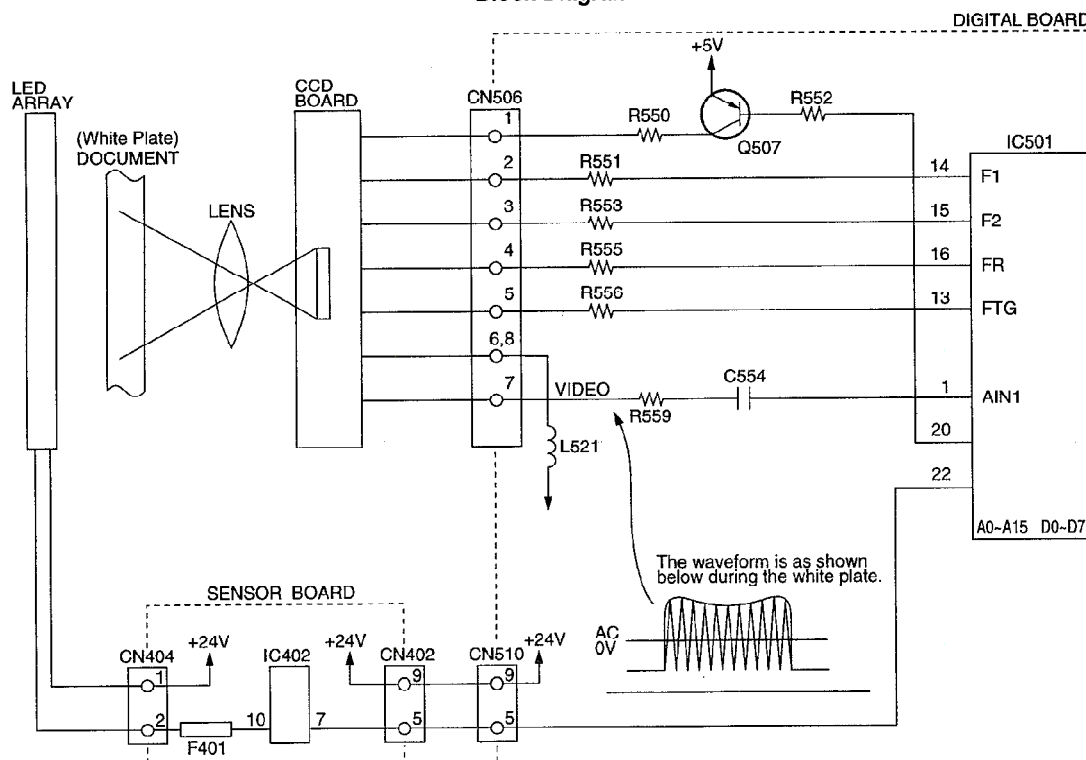 DIGITAL BOARD
+5V
LED
ARRAY
CCD
BOARD
CN506
(White Plate)
DOCUMENT
LENS
1
R550
Q507
R552
IC501
2
R551
14
F1
3
R553
15
F2
4
R555
16
FR
5
R556
13
FTG
6,8
7
VIDEO
R559
C554
1
AIN1
20
L521
22
A0~A15 D0~D7
The waveform is as shown
below during the white plate.
AC
0V
SENSOR BOARD
CN404
+24V
IC402
+24V
CN402
CN510
+24V
1
9
9
2
F401
10
7
5
5